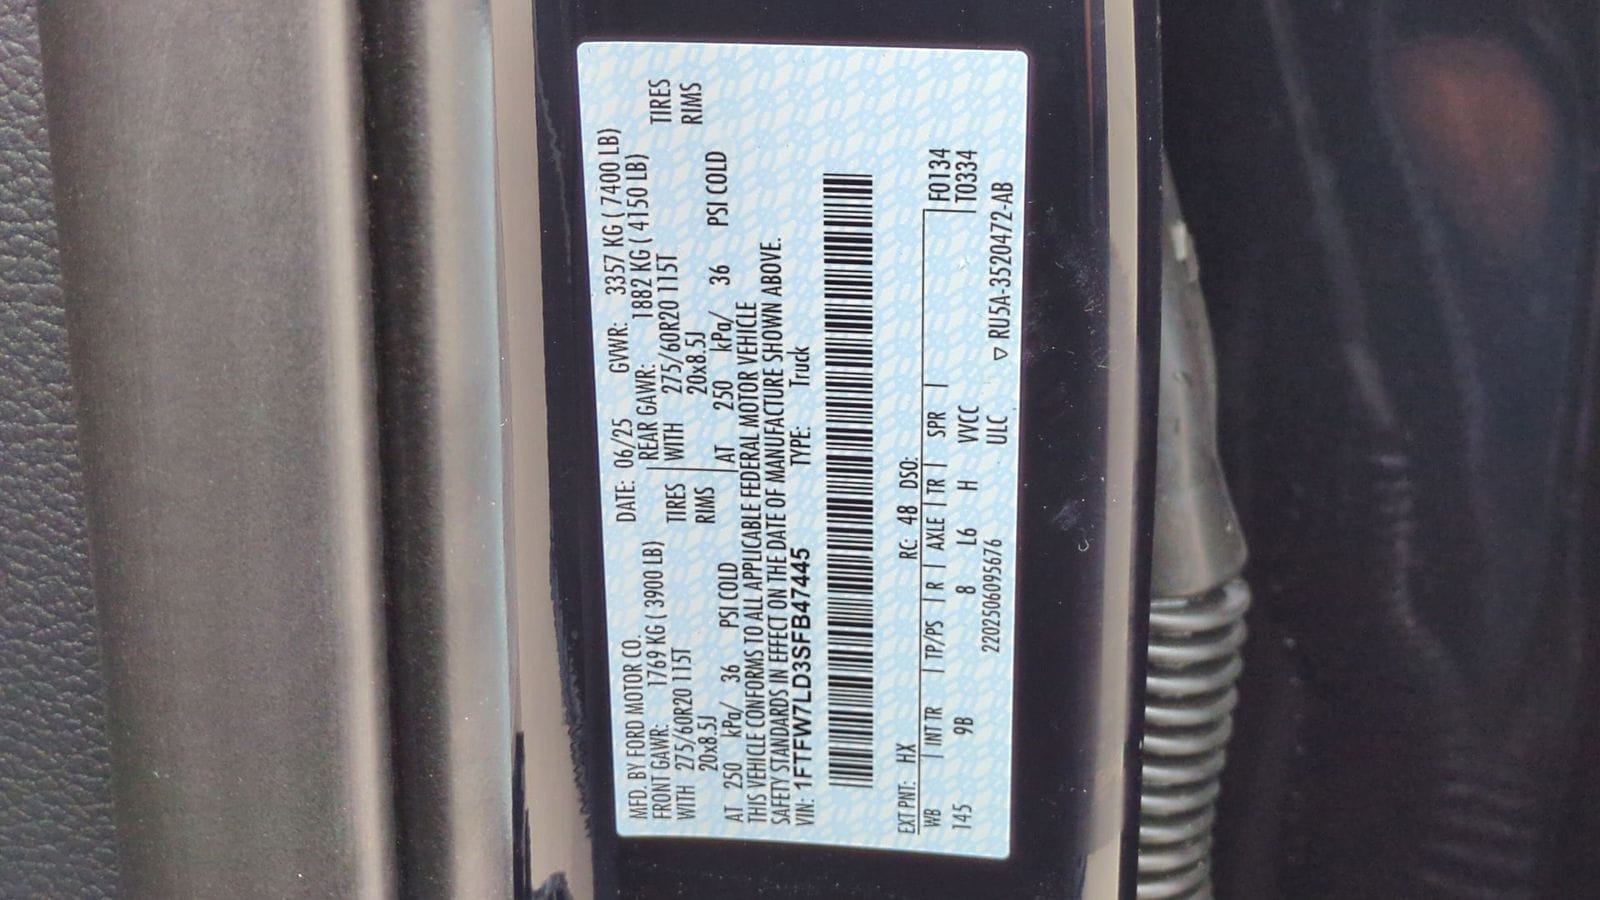 MFD. BY FORD MOTOR CO. DATE: 06/25 GVWR: 3357 KG ( 7400 LB)
FRONT GAWR: 1769 KG ( 3900 LB) REAR GAWR: 1882 KG ( 4150 LB)
WITH 275/60R20 115T TIRES WITH 275/60R20 115T TIRES
20x8.5J RIMS 20x8.5J RIMS
AT 250 kPa/ 36 PSI COLD AT 250 kPa/ 36 PSI COLD
THIS VEHICLE CONFORMS TO ALL APPLICABLE FEDERAL MOTOR VEHICLE
SAFETY STANDARDS IN EFFECT ON THE DATE OF MANUFACTURE SHOWN ABOVE.
VIN: 1FTFW7LD3SFB47445 TYPE: Truck
EXT PNT: HX RC: 48 DSO: F0134
WB INT TR TP/PS R AXLE TR SPR T0334
145 9B 8 L6 H VVCC
2202506095676 ULC ▽ RU5A-3520472-AB